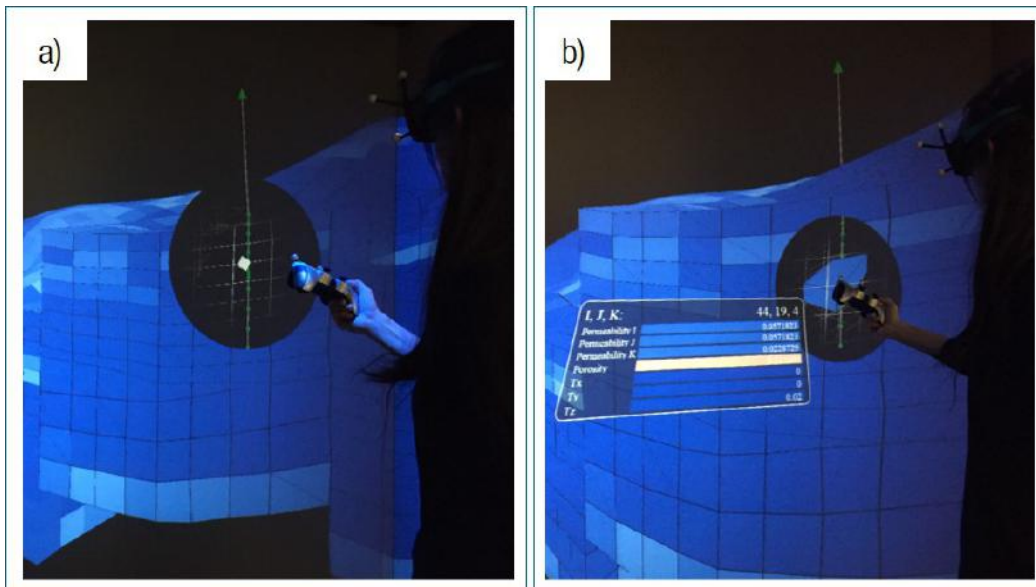 a)
b)
I, J, K: 44, 19, 4
Permeability I 0.0571823
Permeability J 0.0571823
Permeability K 0.0228729
Porosity
Tx 0
Ty 0
Tz 0.02